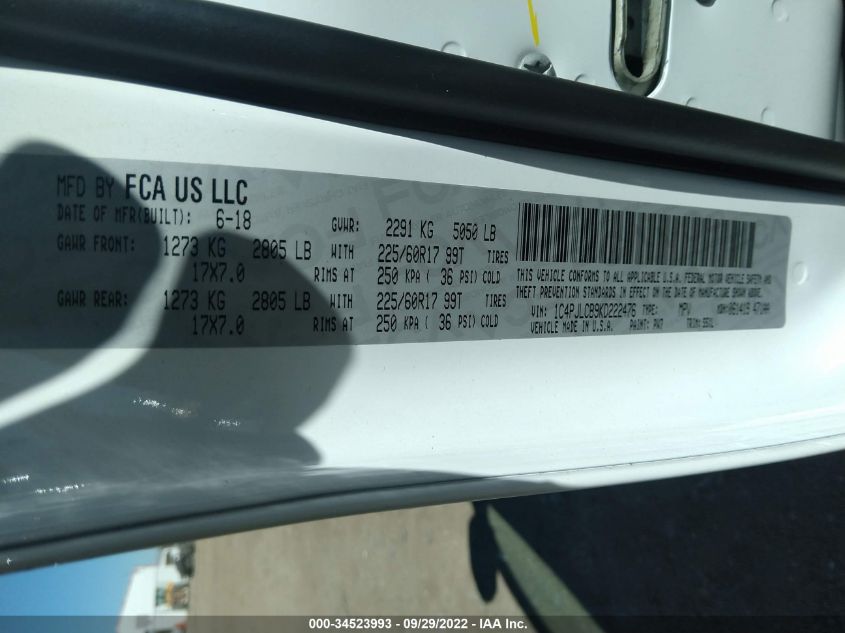 MFD BY FCA US LLC
DATE OF MFR(BUILT): 6-18 GVWR: 2291 KG 5050 LB
GAWR FRONT: 1273 KG 2805 LB WITH 225/60R17 99T TIRES
17X7.0 RIMS AT 250 KPA ( 36 PSI) COLD
GAWR REAR: 1273 KG 2805 LB WITH 225/60R17 99T TIRES
17X7.0 RIMS AT 250 KPA ( 36 PSI) COLD
THIS VEHICLE CONFORMS TO ALL APPLICABLE U.S.A. FEDERAL MOTOR VEHICLE SAFETY AND
THEFT PREVENTION STANDARDS IN EFFECT ON THE DATE OF MANUFACTURE SHOWN ABOVE.
VIN: 1C4PJLCB9KD222476 TYPE: MPV MDH: 061419 471AA
VEHICLE MADE IN U.S.A. PAINT: PW7 TRIM:
000-34523993 / 09/29/2022 - IAA Inc.